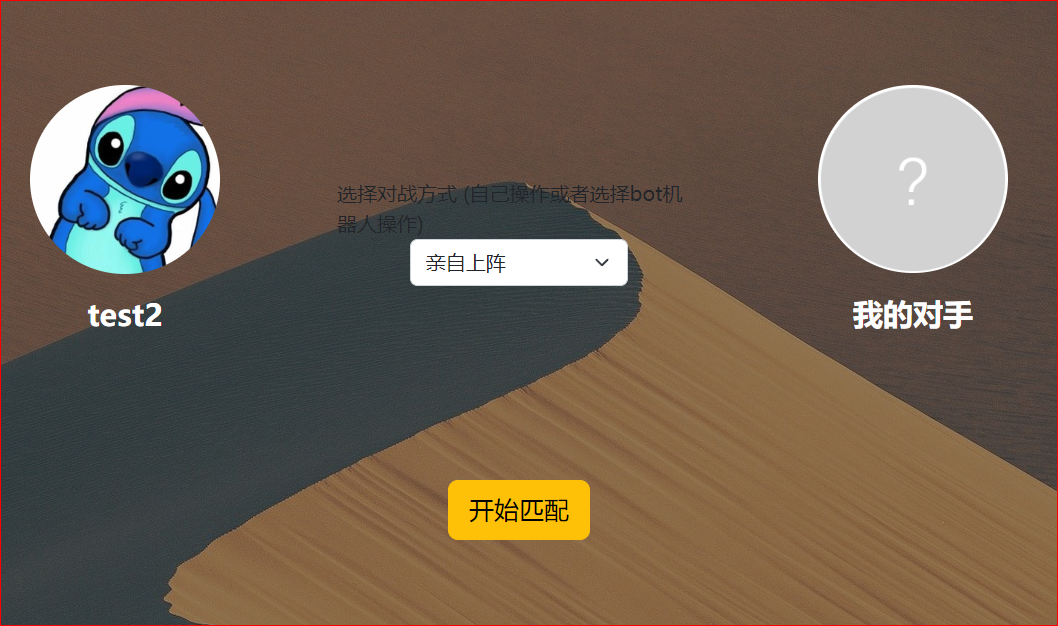 选择对战方式 (自己操作或者选择bot机
器人操作)
亲自上阵
test2
?
我的对手
开始匹配